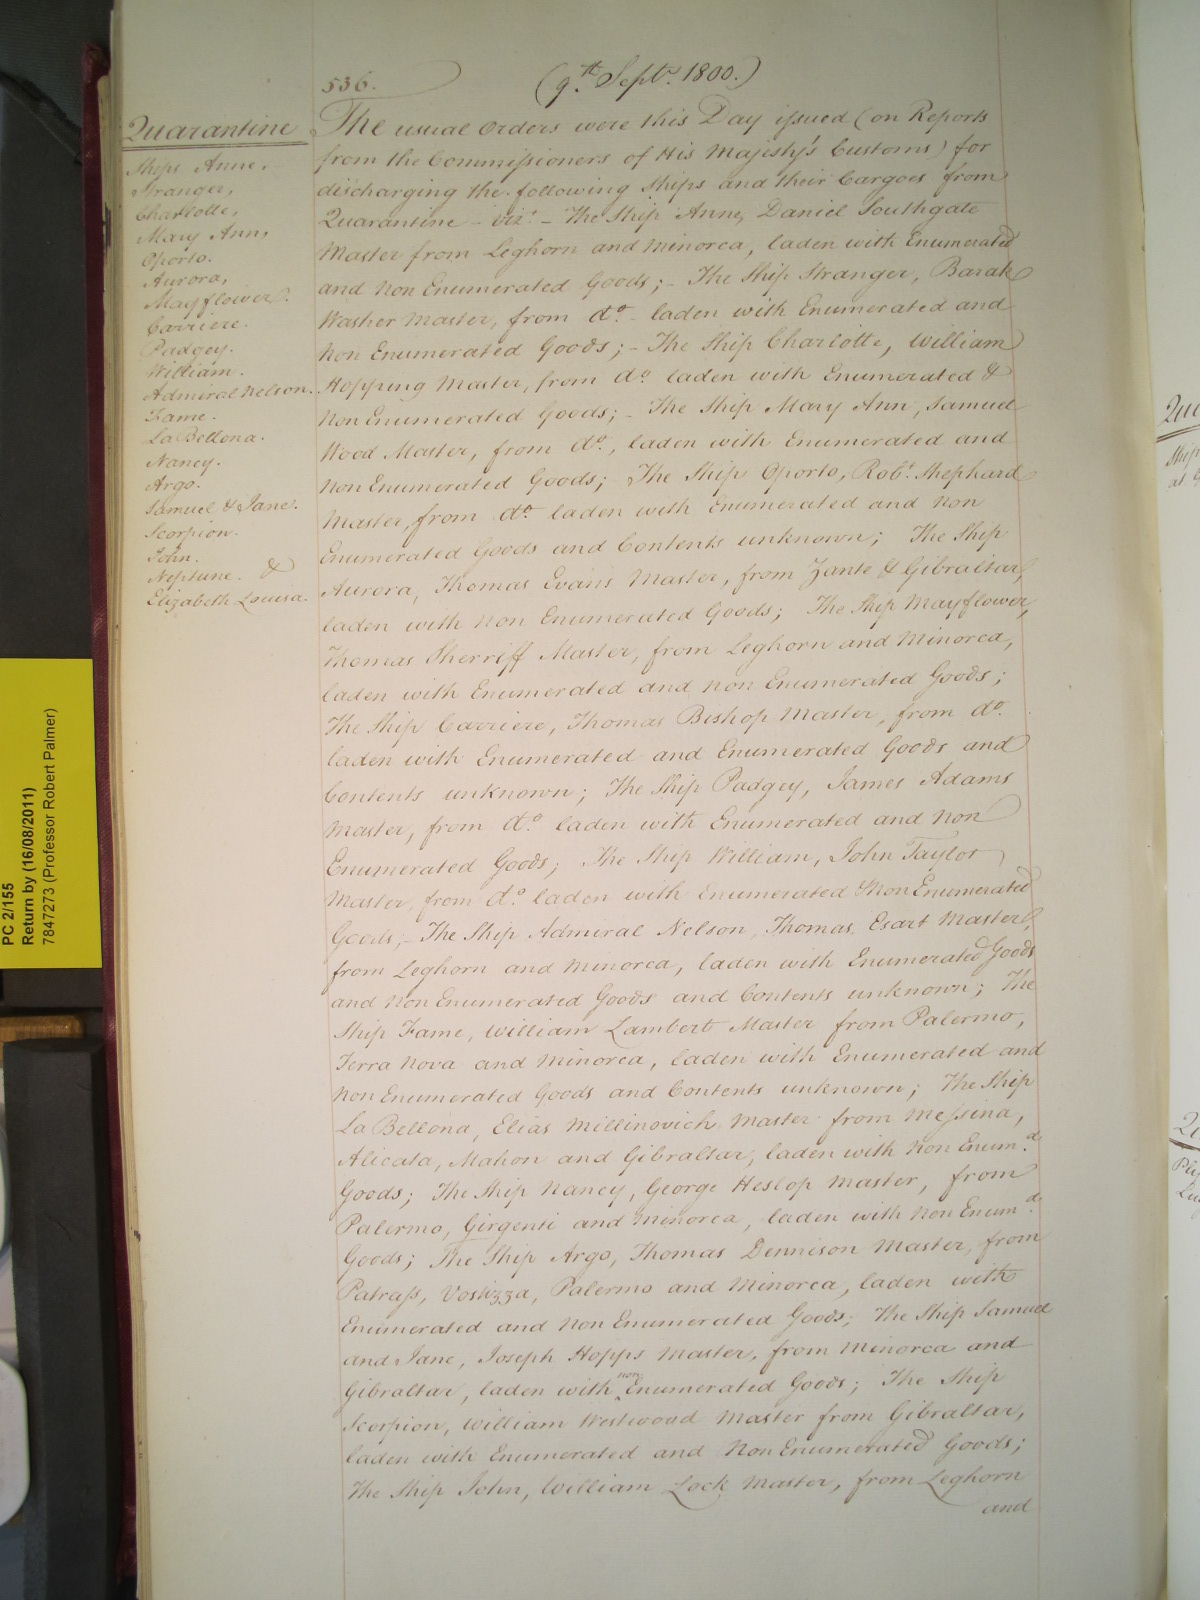 536.
(9th. Septr. 1800.)
Quarantine
Ships Anne,
Stranger,
Charlotte,
Mary Ann,
Oporto.
Aurora,
Mayflower.
Carriere.
Padgey.
William.
Admiral Nelson.
Fame.
La Bellona.
Nancy.
Argo.
Samuel & Jane.
Scorpion.
John.
Neptune. &
Elizabeth Louisa.
The usual Orders were this Day issued (on Reports
from the Commissioners of His Majesty's Customs) for
discharging the following Ships and their Cargoes from
Quarantine - vizt. - The Ship Anne, Daniel Southgate
Master from Leghorn and Minorca, laden with Enumerated
and Non Enumerated Goods; - The Ship Stranger, Barak
Washer Master, from do. laden with Enumerated and
Non Enumerated Goods; - The Ship Charlotte, William
Hopping Master, from do. laden with Enumerated &
Non Enumerated Goods; - The Ship Mary Ann, Samuel
Wood Master, from do., laden with Enumerated and
Non Enumerated Goods; The Ship Oporto, Robt. Shephard
Master, from do. laden with Enumerated and Non
Enumerated Goods and Contents unknown; The Ship
Aurora, Thomas Evans Master, from Zante & Gibraltar,
laden with Non Enumerated Goods; The Ship Mayflower,
Thomas Sherriff Master, from Leghorn and Minorca,
laden with Enumerated and Non Enumerated Goods;
The Ship Carriere, Thomas Bishop Master, from do.
laden with Enumerated and Enumerated Goods and
Contents unknown; The Ship Padgey, James Adams
Master, from do. laden with Enumerated and Non
Enumerated Goods; The Ship William, John Taylor
Master, from do. laden with Enumerated & Non Enumerated
Goods; - The Ship Admiral Nelson, Thomas Esart Master,
from Leghorn and Minorca, laden with Enumerated Goods
and Non Enumerated Goods and Contents unknown; The
Ship Fame, William Lambert Master from Palermo,
Terra Nova and Minorca, laden with Enumerated and
Non Enumerated Goods and Contents unknown; The Ship
La Bellona, Elias Millinovich Master from Messina,
Alicata, Mahon and Gibraltar, laden with Non Enumd.
Goods; The Ship Nancy, George Heslop Master, from
Palermo, Girgenti and Minorca, laden with Non Enumd.
Goods; The Ship Argo, Thomas Dennison Master, from
Patrass, Vostizza, Palermo and Minorca, laden with
Enumerated and Non Enumerated Goods; The Ship Samuel
and Jane, Joseph Hopps Master, from Minorca and
Gibraltar, laden with non Enumerated Goods; The Ship
Scorpion, William Westwood Master from Gibraltar,
laden with Enumerated and Non Enumerated Goods;
The Ship John, William Lock Master, from Leghorn
and
PC 2/155
Return by (16/08/2011)
7847273 (Professor Robert Palmer)